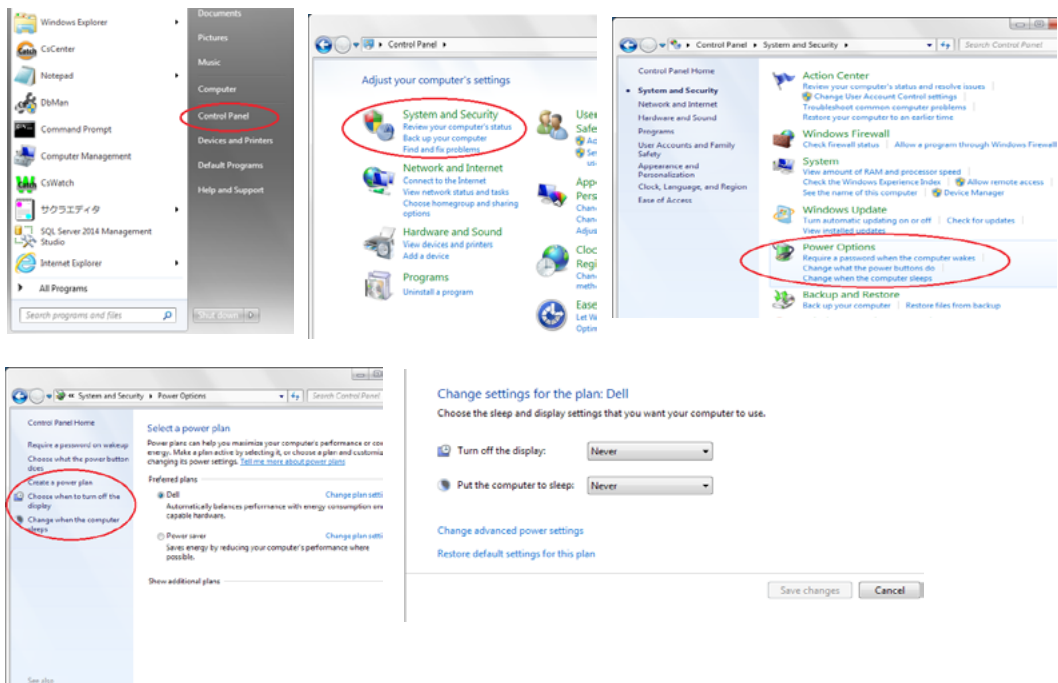 Windows Explorer
CsCenter
Notepad
DbMan
Command Prompt
Computer Management
CsWatch
サクラエディタ
SQL Server 2014 Management
Studio
Internet Explorer
All Programs
Search programs and files
Documents
Pictures
Music
Computer
Control Panel
Devices and Printers
Default Programs
Help and Support
Shut down
Control Panel
Adjust your computer's settings
System and Security
Review your computer's status
Back up your computer
Find and fix problems
Network and Internet
Connect to the Internet
View network status and tasks
Choose homegroup and sharing
options
Hardware and Sound
View devices and printers
Add a device
Programs
Uninstall a program
User
Safe
App
Pers
Chan
Chan
Adjus
Cloc
Regi
Chan
meth
Ease
Let W
Optin
Control Panel System and Security
Search Control Panel
Control Panel Home
System and Security
Network and Internet
Hardware and Sound
Programs
User Accounts and Family
Safety
Appearance and
Personalization
Clock, Language, and Region
Ease of Access
Action Center
Review your computer's status and resolve issues
Change User Account Control settings
Troubleshoot common computer problems
Restore your computer to an earlier time
Windows Firewall
Check firewall status Allow a program through Windows Firewall
System
View amount of RAM and processor speed
Check the Windows Experience Index Allow remote access
See the name of this computer Device Manager
Windows Update
Turn automatic updating on or off Check for updates
View installed updates
Power Options
Require a password when the computer wakes
Change what the power buttons do
Change when the computer sleeps
Backup and Restore
Back up your computer Restore files from backup
« System and Security Power Options
Search Control Panel
Control Panel Home
Require a password on wakeup
Choose what the power button
does
Create a power plan
Choose when to turn off the
display
Change when the computer
sleeps
See also
Select a power plan
Power plans can help you maximize your computer's performance or con
energy. Make a plan active by selecting it, or choose a plan and customiz
changing its power settings. Tell me more about power plans
Preferred plans
Dell Change plan setti
Automatically balances performance with energy consumption on
capable hardware.
Power saver Change plan setti
Saves energy by reducing your computer's performance where
possible.
Show additional plans
Change settings for the plan: Dell
Choose the sleep and display settings that you want your computer to use.
Turn off the display: Never
Put the computer to sleep: Never
Change advanced power settings
Restore default settings for this plan
Save changes Cancel